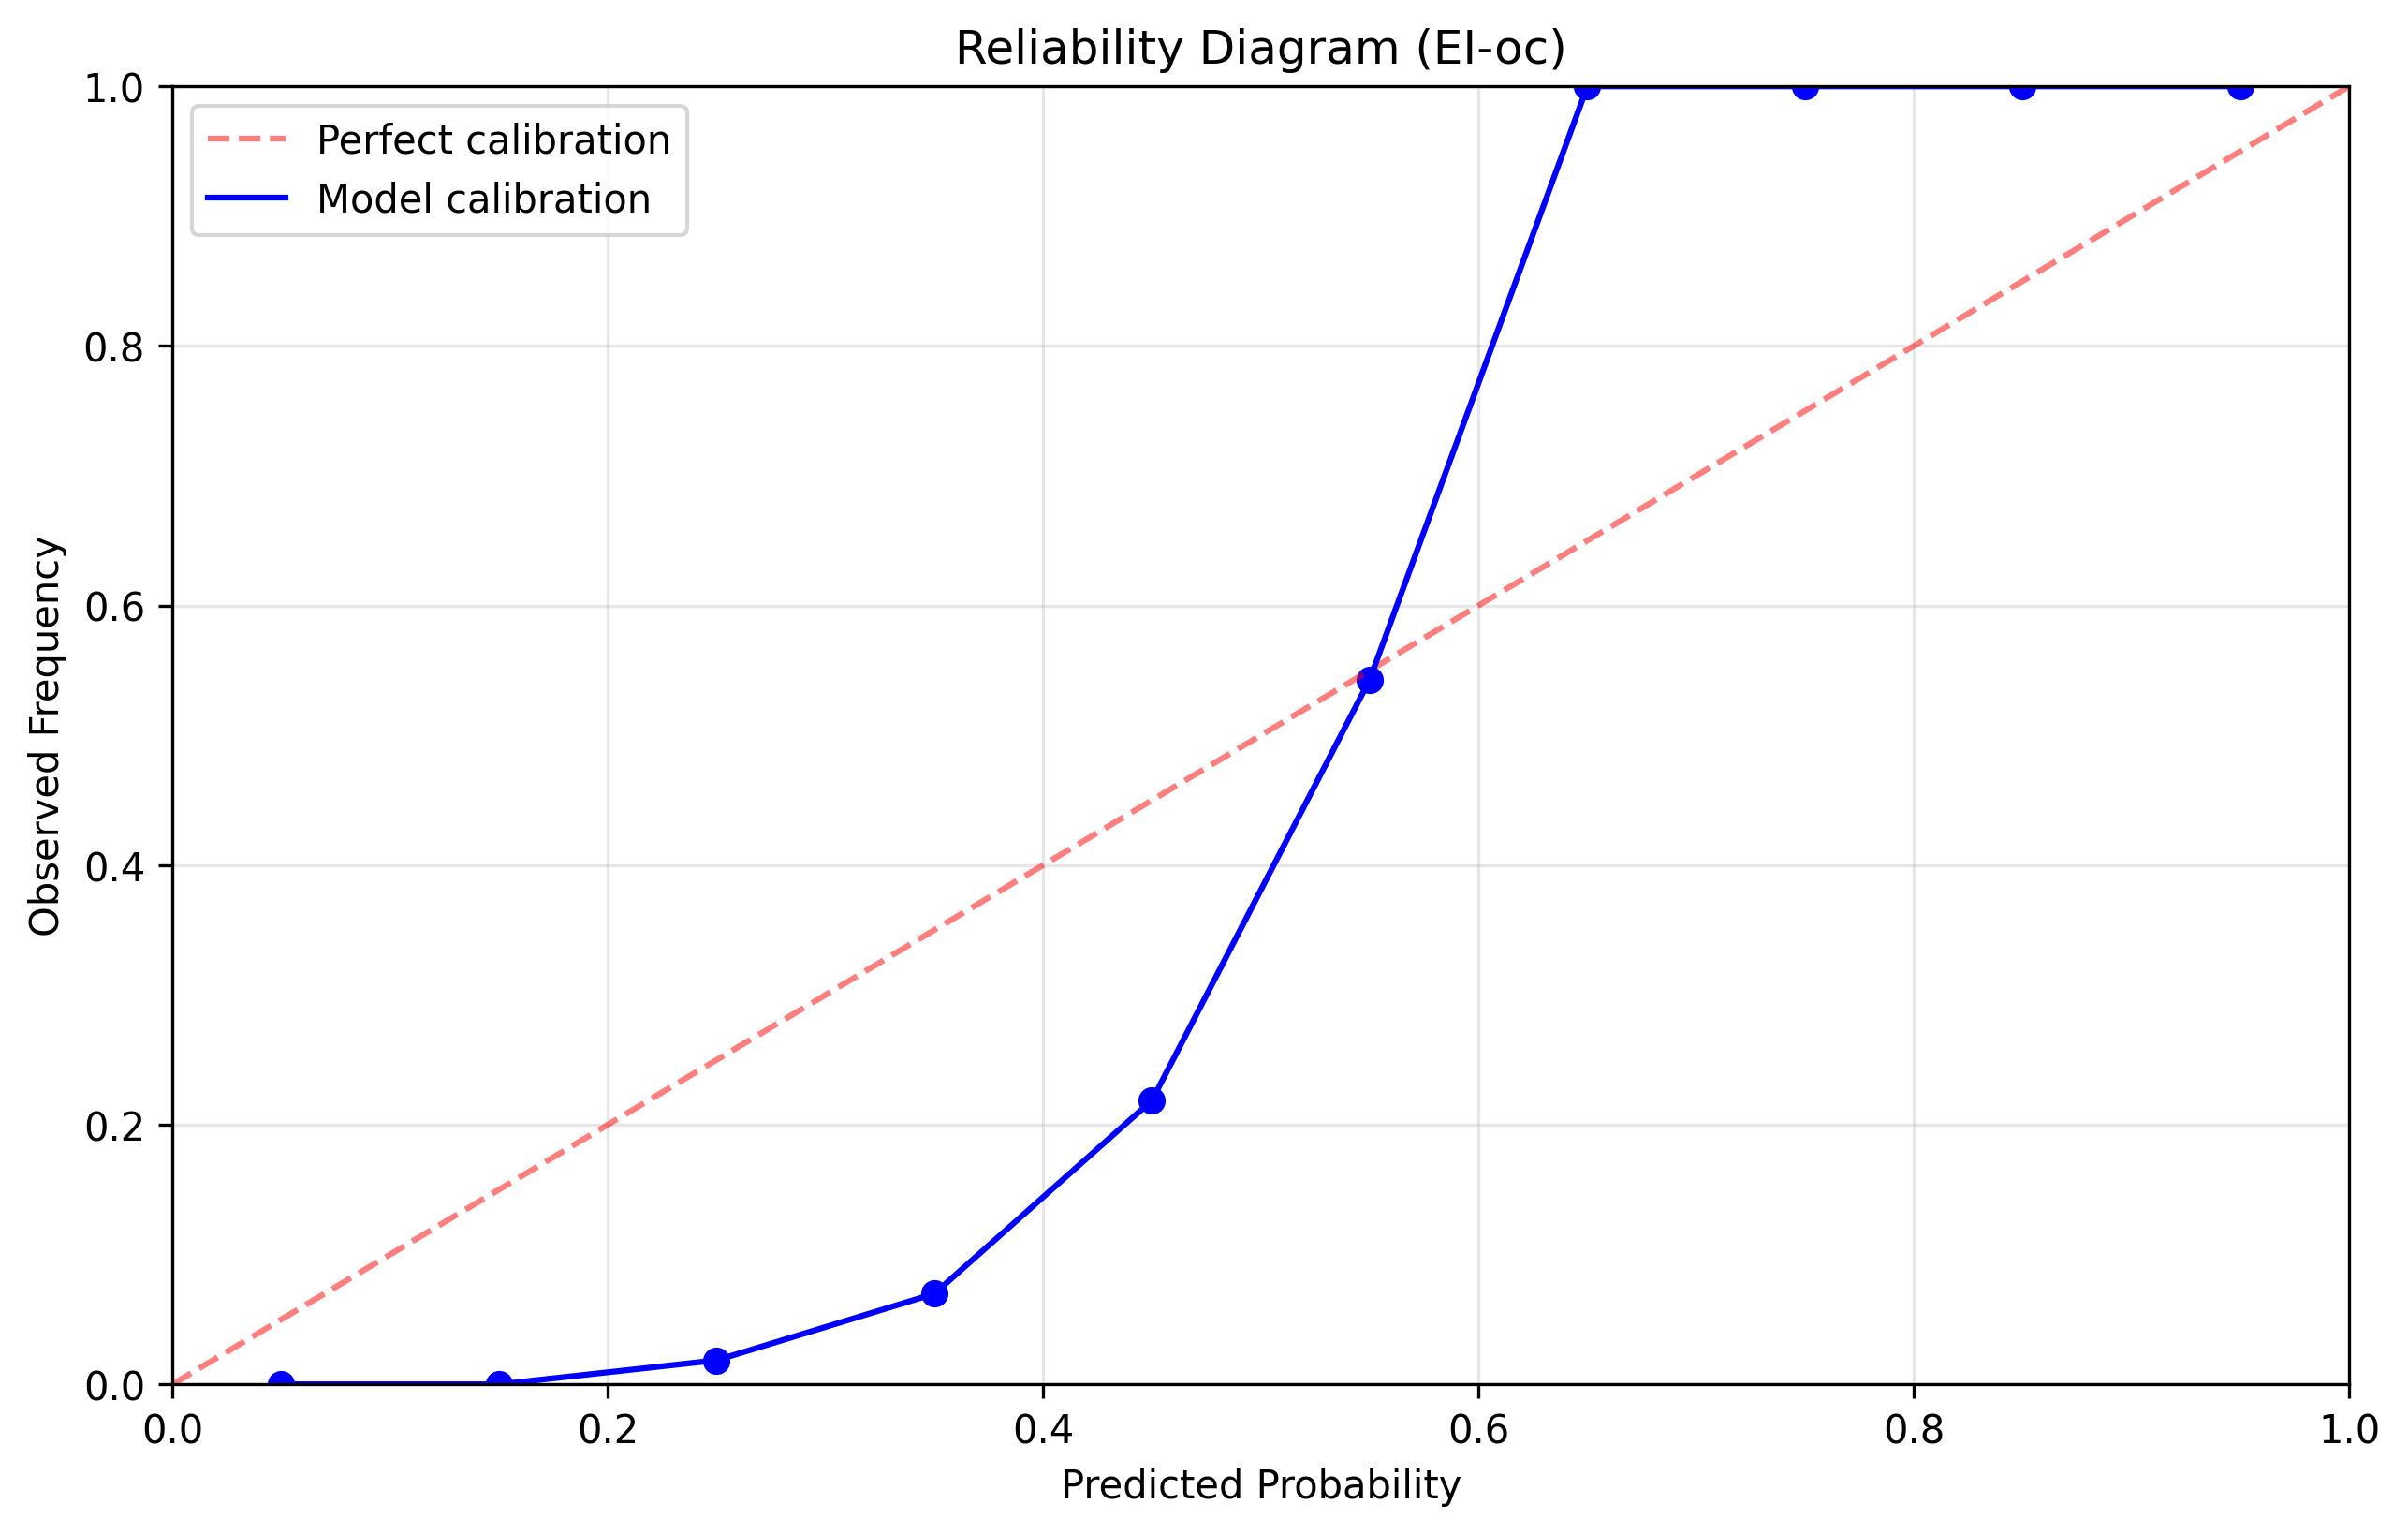 Reliability Diagram (EI-oc)
Perfect calibration
Model calibration
Observed Frequency
1.0
0.8
0.6
0.4
0.2
0.0
0.0 0.2 0.4 0.6 0.8 1.0
Predicted Probability